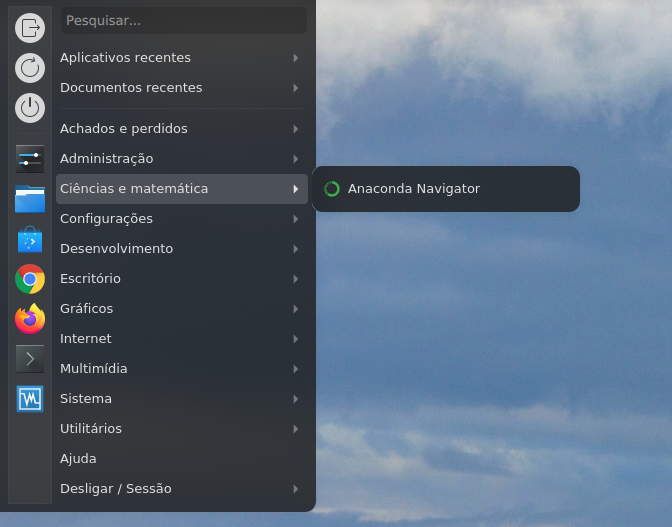 Pesquisar...
Aplicativos recentes
Documentos recentes
Achados e perdidos
Administração
Ciências e matemática
Anaconda Navigator
Configurações
Desenvolvimento
Escritório
Gráficos
Internet
Multimídia
Sistema
Utilitários
Ajuda
Desligar / Sessão